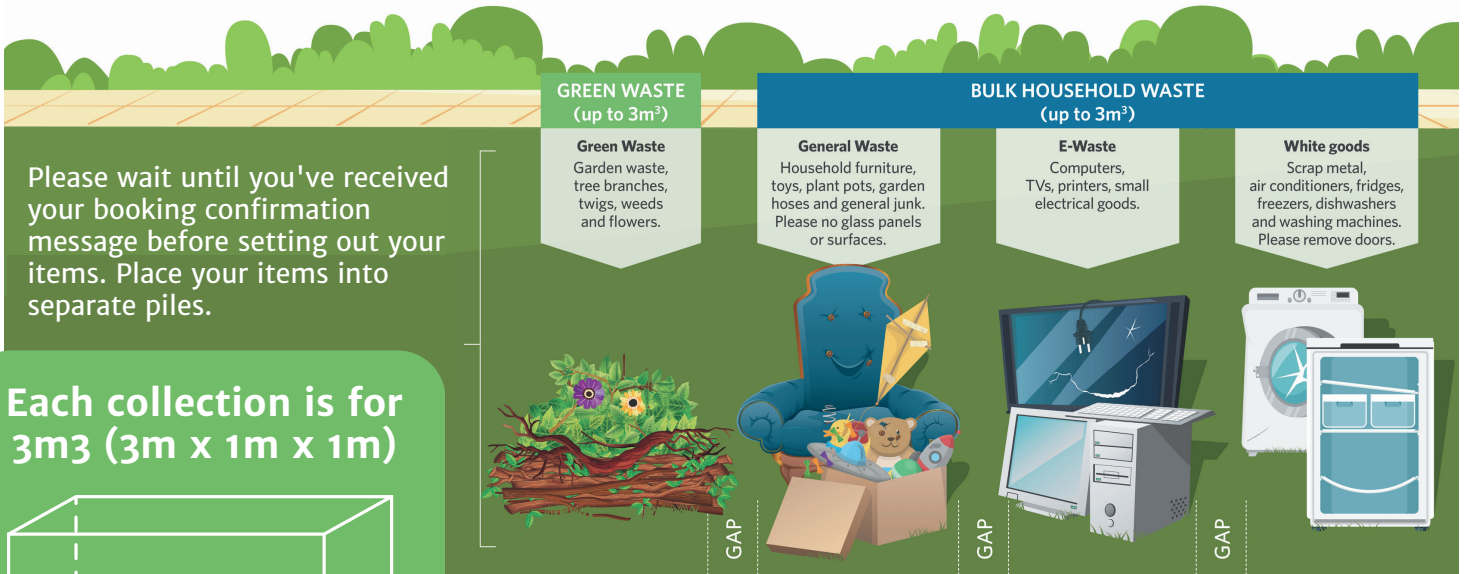 Please wait until you've received
your booking confirmation
message before setting out your
items. Place your items into
separate piles.
Each collection is for
3m3 (3m x 1m x 1m)
GREEN WASTE
(up to 3m³)
Green Waste
Garden waste,
tree branches,
twigs, weeds
and flowers.
BULK HOUSEHOLD WASTE
(up to 3m³)
General Waste
Household furniture,
toys, plant pots, garden
hoses and general junk.
Please no glass panels
or surfaces.
E-Waste
Computers,
TVs, printers, small
electrical goods.
White goods
Scrap metal,
air conditioners, fridges,
freezers, dishwashers
and washing machines.
Please remove doors.
GAP
GAP
GAP